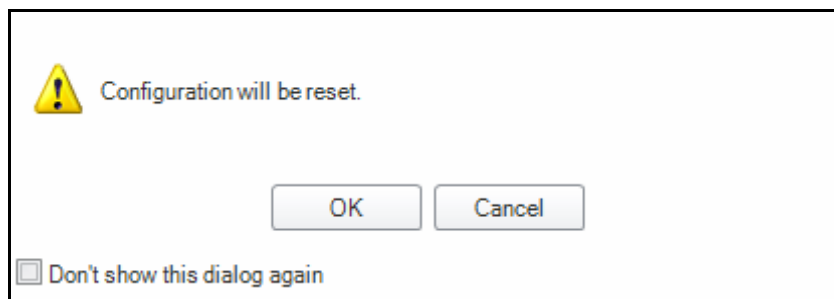 Configuration will be reset.
OK Cancel
Don't show this dialog again